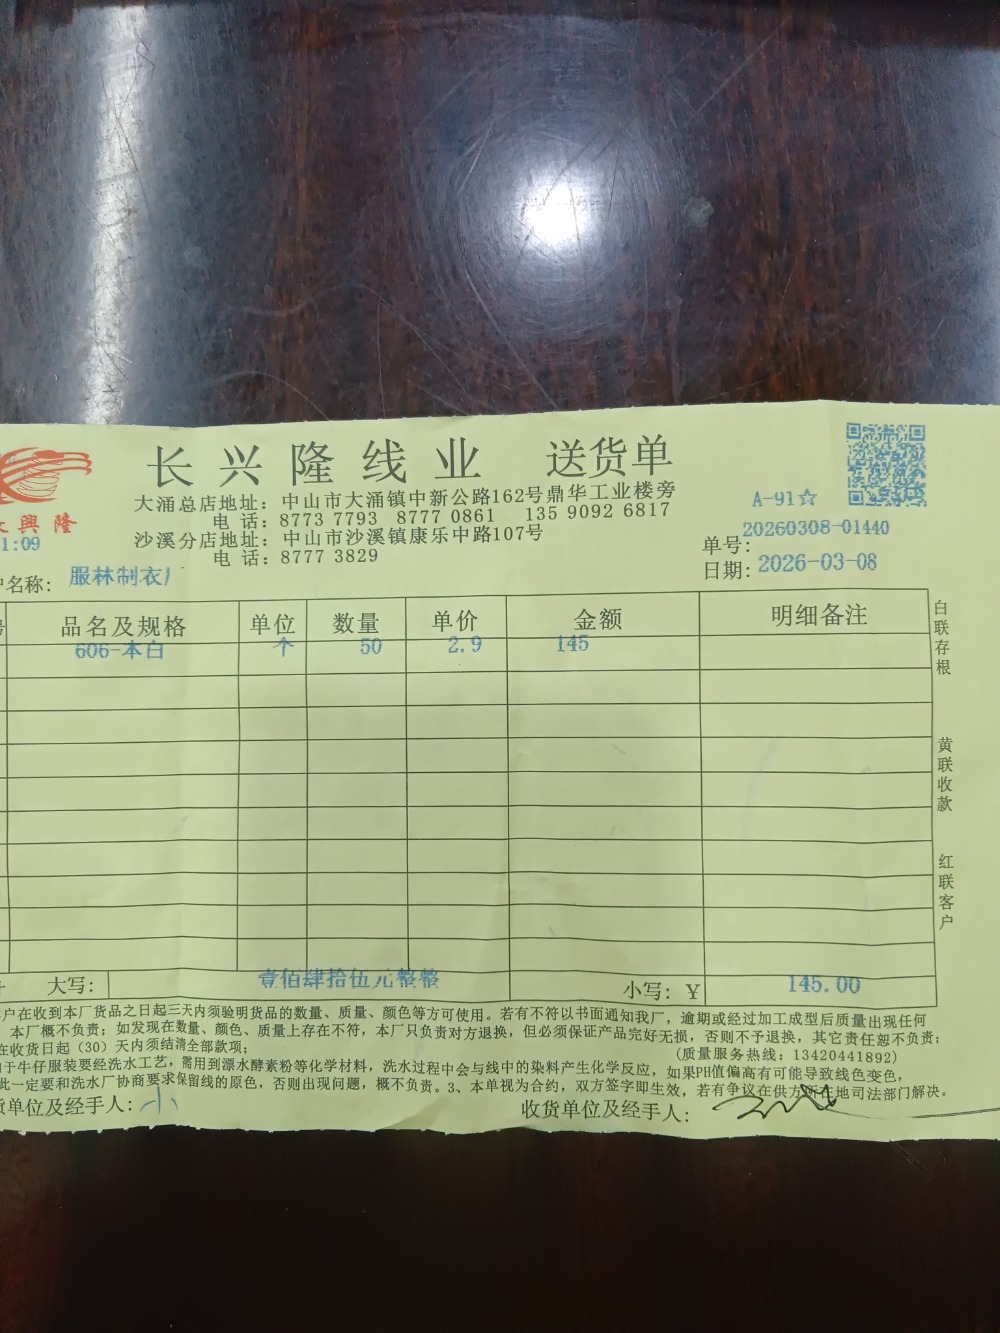 长兴隆线业 送货单
大涌总店地址：中山市大涌镇中新公路162号鼎华工业楼旁
电 话：8773 7793 8777 0861 135 9092 6817
沙溪分店地址：中山市沙溪镇康乐中路107号
电 话：8777 3829
興隆
1:09
A-91☆
单号：20260308-01440
日期：2026-03-08
名称：服林制衣厂
品名及规格 单位 数量 单价 金额 明细备注
606-本白 个 50 2.9 145
大写：壹佰肆拾伍元整整 小写：¥ 145.00
户在收到本厂货品之日起三天内须验明货品的数量、质量、颜色等方可使用。若有不符以书面通知我厂，逾期或经过加工成型后质量出现任何
本厂概不负责；如发现在数量、颜色、质量上存在不符，本厂只负责对方退换，但必须保证产品完好无损，否则不予退换，其它责任恕不负责；
在收货日起（30）天内须结清全部款项；
（质量服务热线：13420441892）
于牛仔服装要经洗水工艺，需用到漂水酵素粉等化学材料，洗水过程中会与线中的染料产生化学反应，如果PH值偏高有可能导致线色变色，
此一定要和洗水厂协商要求保留线的原色，否则出现问题，概不负责。3、本单视为合约，双方签字即生效，若有争议在供方所在地司法部门解决。
货单位及经手人：小
收货单位及经手人：
白联存根
黄联收款
红联客户